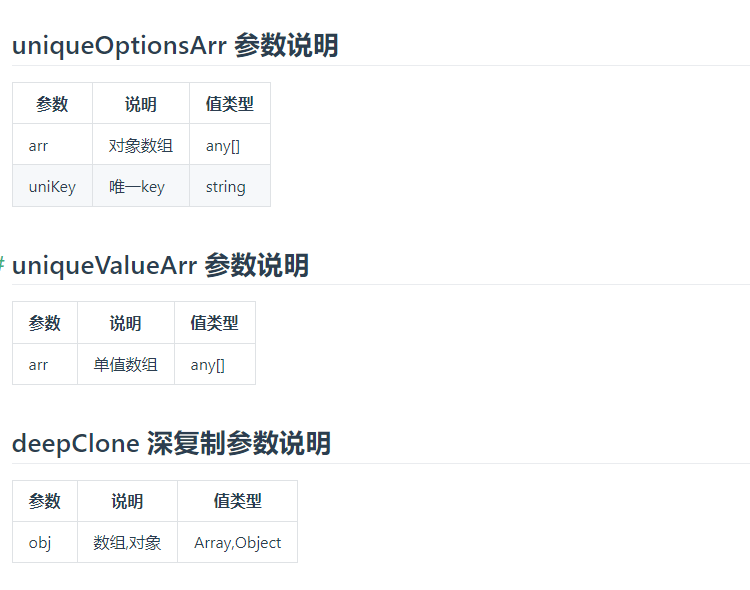 uniqueOptionsArr 参数说明
参数 说明 值类型
arr 对象数组 any[]
uniKey 唯一key string
# uniqueValueArr 参数说明
参数 说明 值类型
arr 单值数组 any[]
deepClone 深复制参数说明
参数 说明 值类型
obj 数组,对象 Array,Object